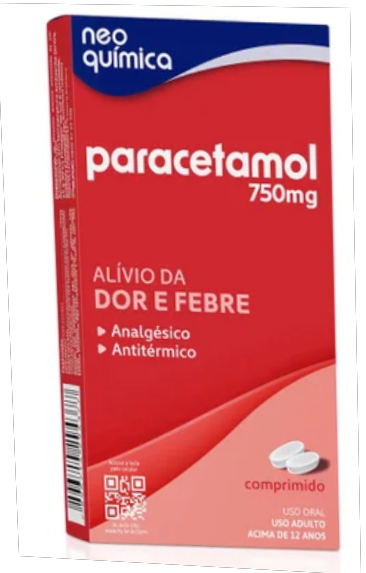 neo
química
paracetamol
750mg
ALÍVIO DA
DOR E FEBRE
Analgésico
Antitérmico
comprimido
USO ORAL
USO ADULTO
ACIMA DE 12 ANOS